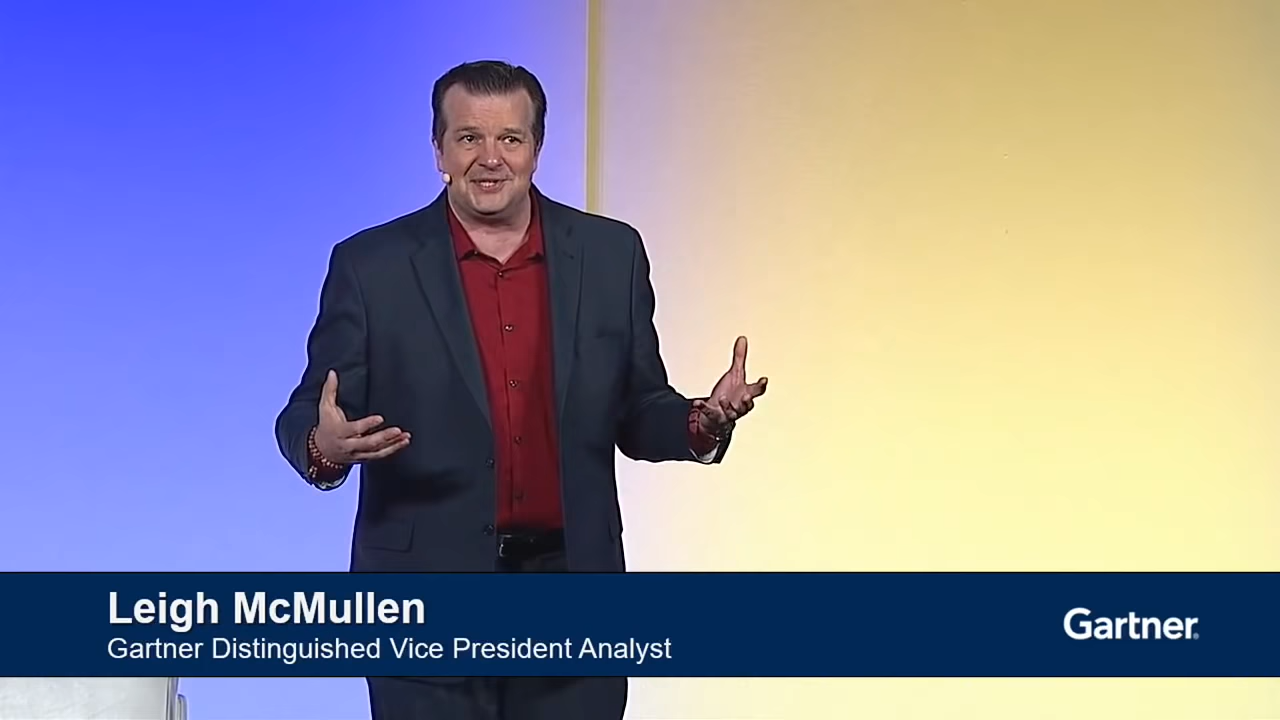 Leigh McMullen
Gartner Distinguished Vice President Analyst
Gartner®